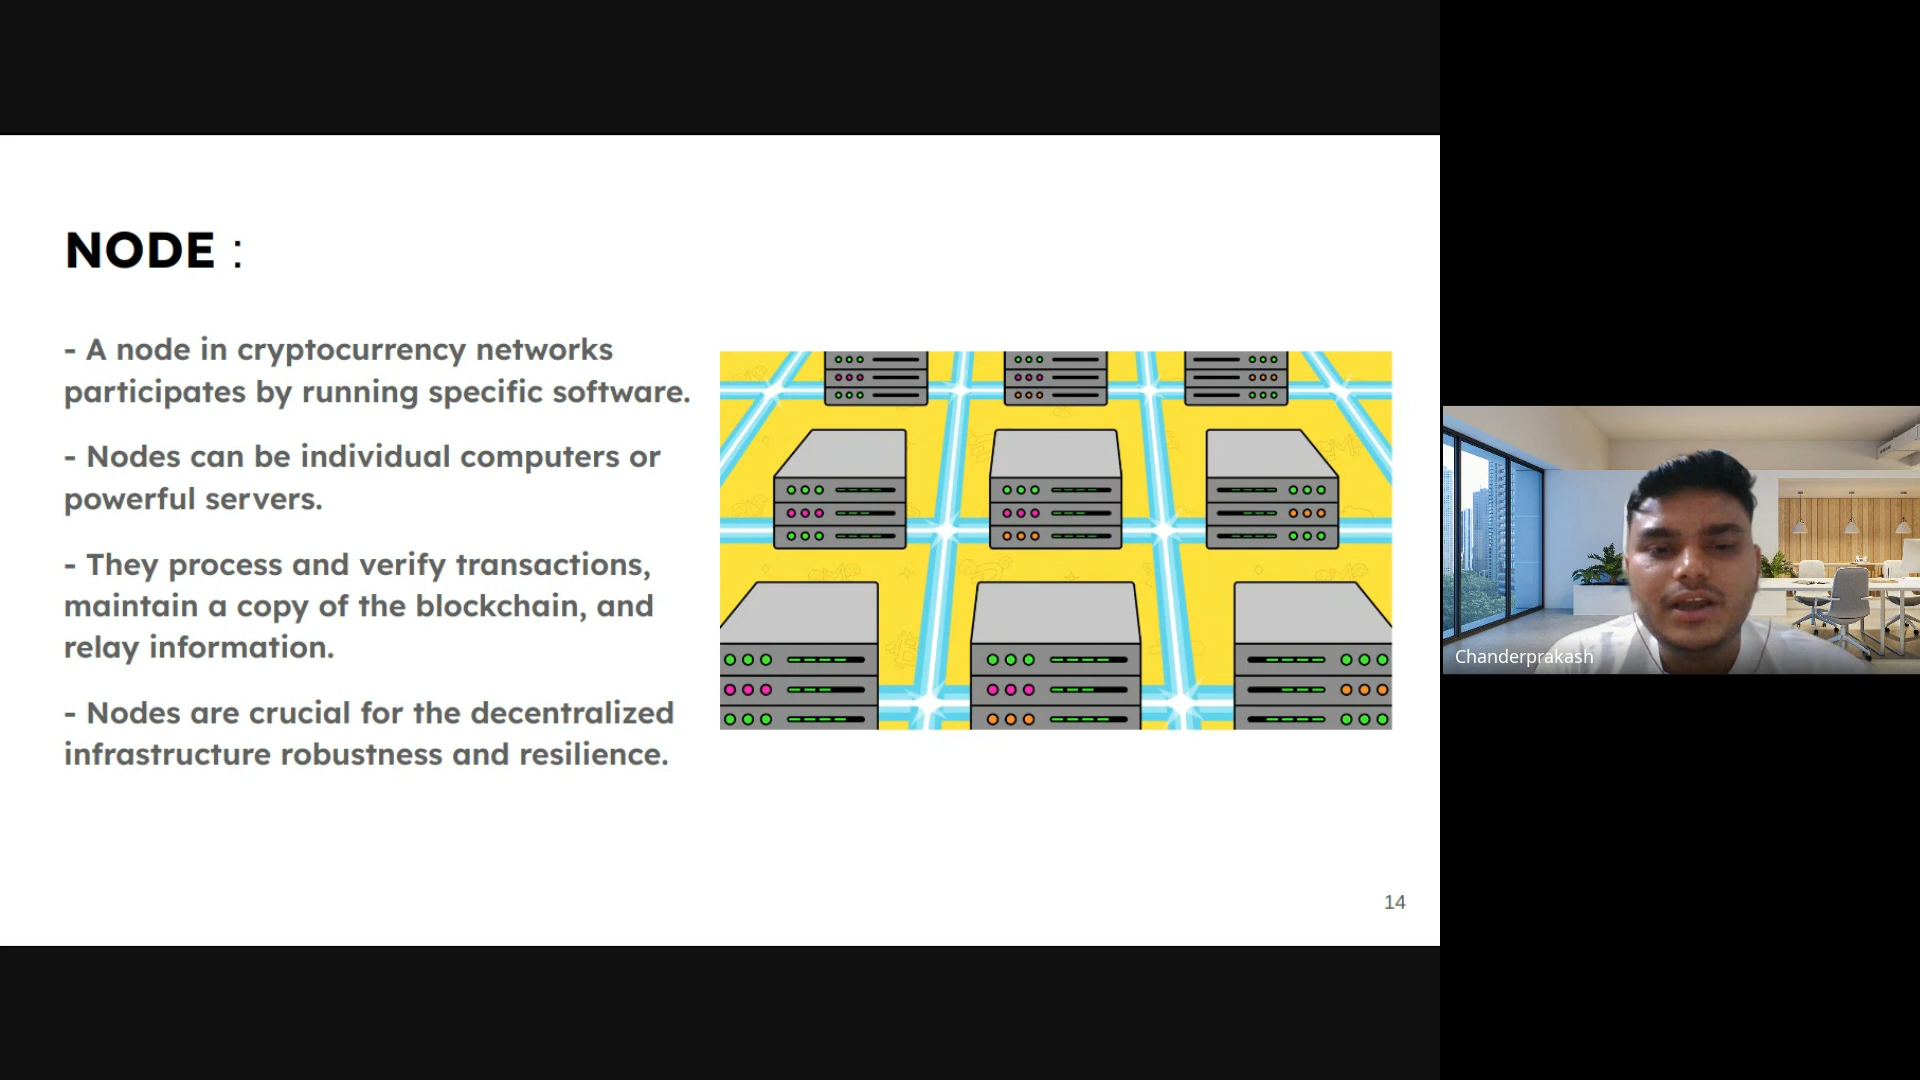 NODE :
- A node in cryptocurrency networks
participates by running specific software.
- Nodes can be individual computers or
powerful servers.
- They process and verify transactions,
maintain a copy of the blockchain, and
relay information.
- Nodes are crucial for the decentralized
infrastructure robustness and resilience.
14
Chanderprakash